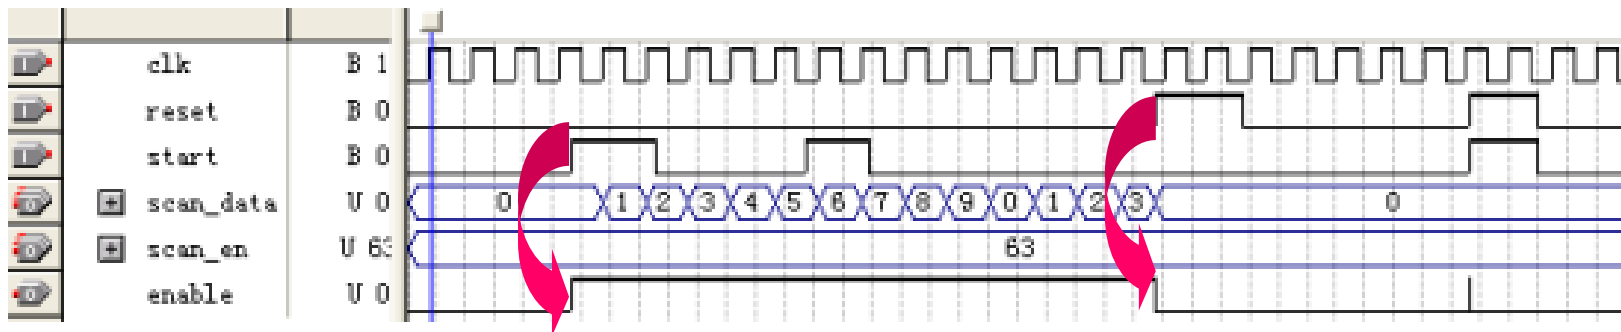 clk B 1
reset B 0
start B 0
scan_data U 0 0 1 2 3 4 5 6 7 8 9 0 1 2 3 0
scan_en U 63 63
enable U 0